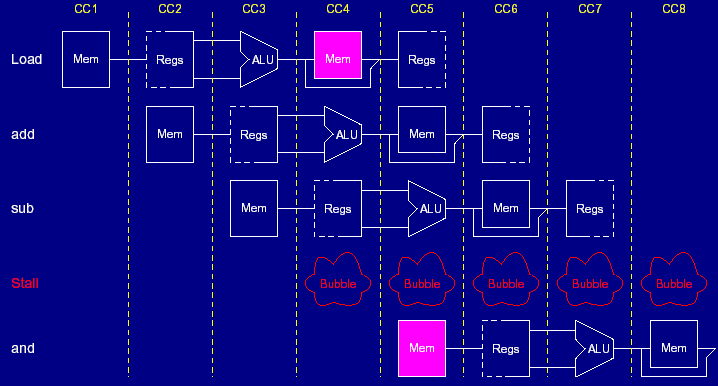 CC1 CC2 CC3 CC4 CC5 CC6 CC7 CC8
Load Mem Regs ALU Mem Regs
add Mem Regs ALU Mem Regs
sub Mem Regs ALU Mem Regs
Stall Bubble Bubble Bubble Bubble Bubble
and Mem Regs ALU Mem